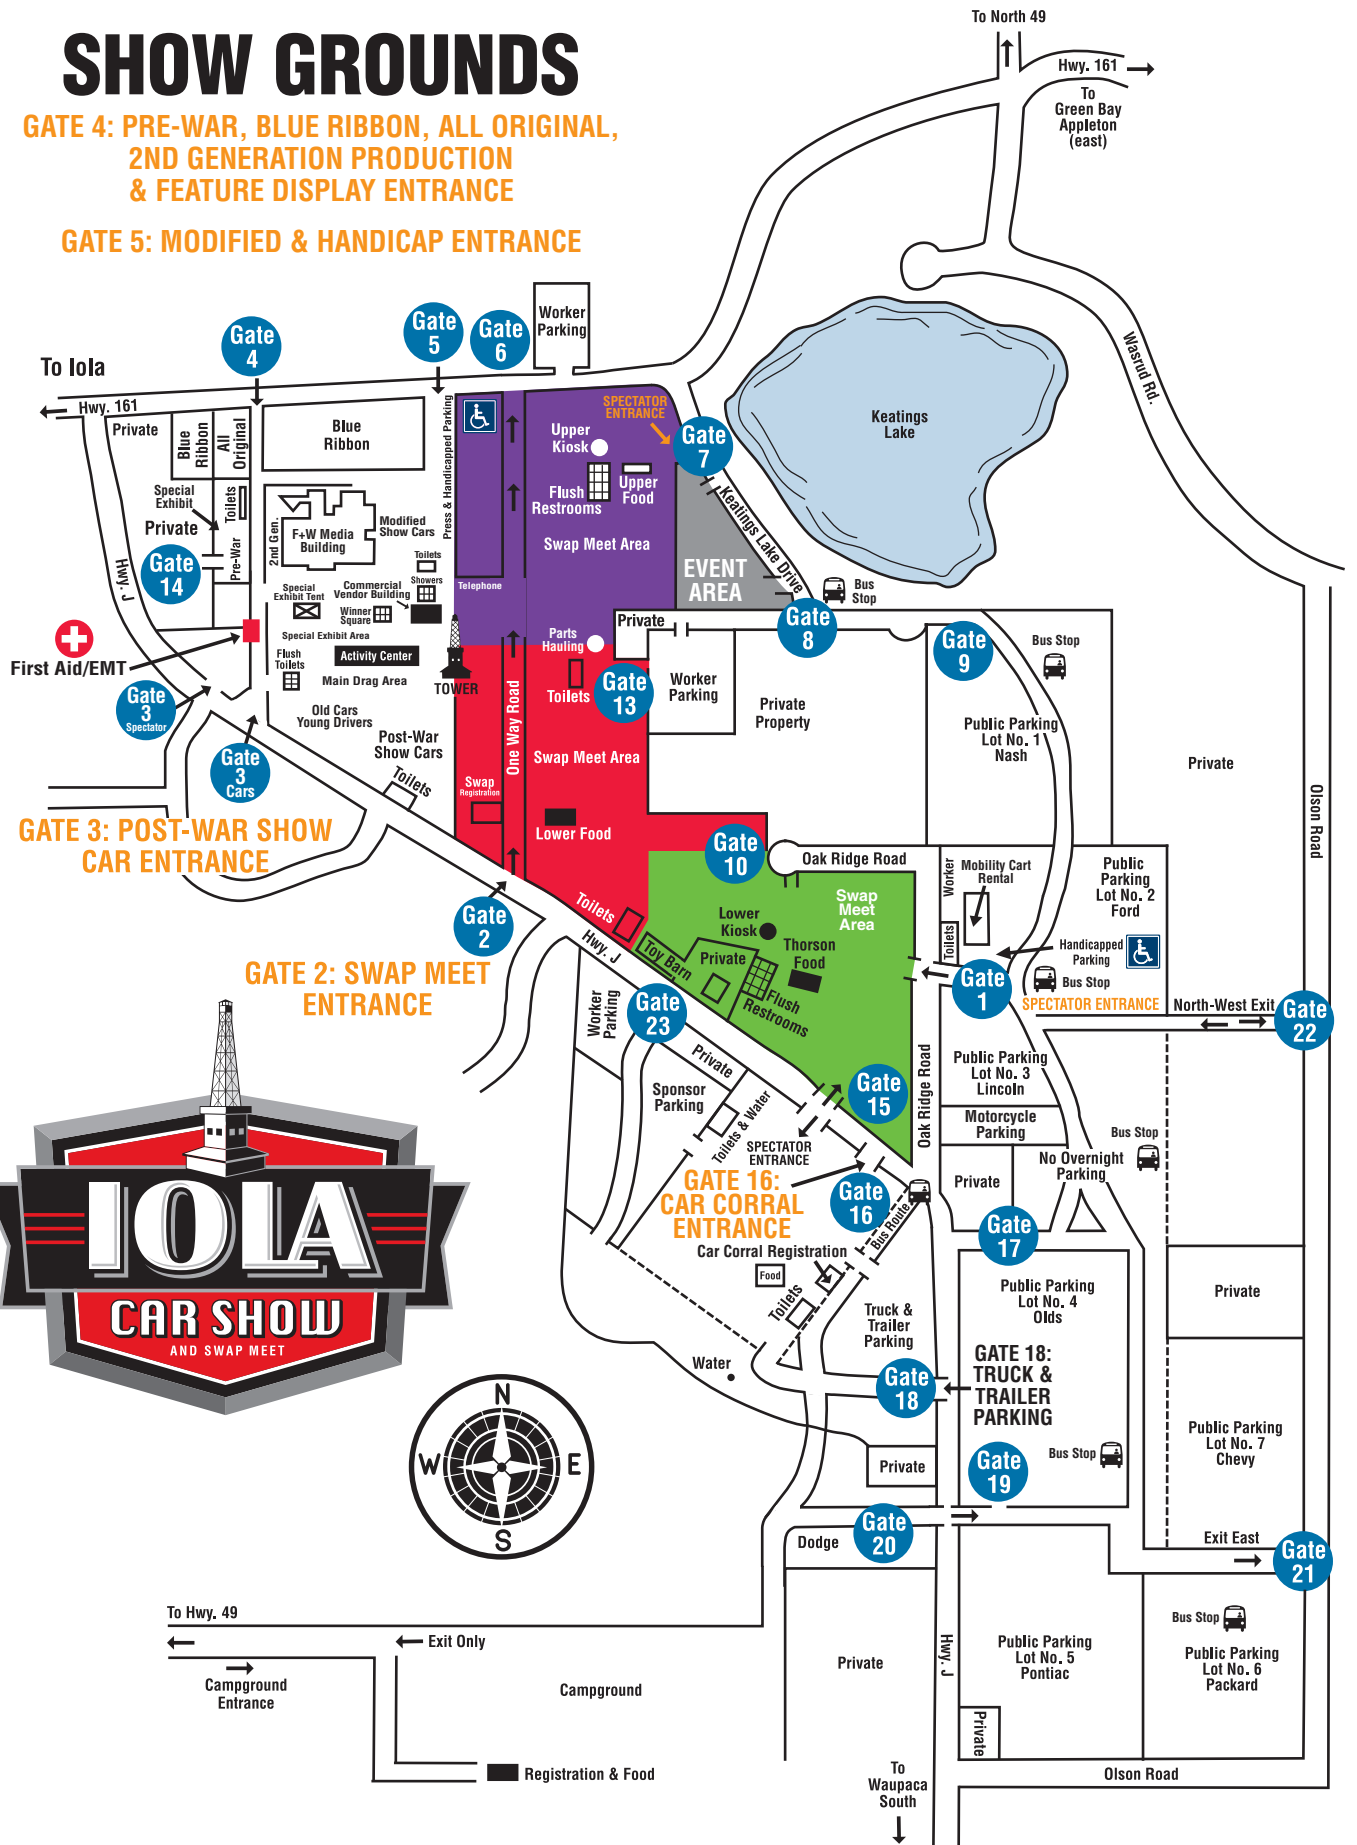 SHOW GROUNDS
GATE 4: PRE-WAR, BLUE RIBBON, ALL ORIGINAL,
2ND GENERATION PRODUCTION
& FEATURE DISPLAY ENTRANCE
GATE 5: MODIFIED & HANDICAP ENTRANCE
To North 49
Hwy. 161
To
Green Bay
Appleton
(east)
Wasrud Rd.
Keatings
Lake
Worker
Parking
Gate
4
Gate
5
Gate
6
To Iola
Hwy. 161
Private
Blue
Ribbon
All
Original
Blue
Ribbon
Press & Handicapped Parking
SPECTATOR
ENTRANCE
Upper
Kiosk
Gate
7
Flush
Restrooms
Upper
Food
Swap Meet Area
Keatings Lake Drive
EVENT
AREA
Special
Exhibit
Toilets
Private
Gate
14
Pre-War
Hwy. J
2nd Gen.
F+W Media
Building
Modified
Show Cars
Toilets
Showers
Commercial
Vendor Building
Special
Exhibit Tent
Winner
Square
Telephone
Special Exhibit Area
Activity Center
Flush
Toilets
Main Drag Area
TOWER
First Aid/EMT
Gate
3
Spectator
Gate
3
Cars
Old Cars
Young Drivers
Post-War
Show Cars
Toilets
Parts
Hauling
Toilets
Private
Gate
13
Worker
Parking
Private
Property
Gate
8
Bus
Stop
Gate
9
Bus Stop
Public Parking
Lot No. 1
Nash
Private
Olson Road
One Way Road
Swap Meet Area
Swap
Registration
Lower Food
GATE 3: POST-WAR SHOW
CAR ENTRANCE
Gate
2
GATE 2: SWAP MEET
ENTRANCE
Toilets
Hwy. J
Gate
10
Oak Ridge Road
Swap
Meet
Area
Lower
Kiosk
Thorson
Food
Toy Barn
Private
Flush
Restrooms
Worker
Toilets
Mobility Cart
Rental
Public
Parking
Lot No. 2
Ford
Handicapped
Parking
Bus Stop
Gate
1
SPECTATOR ENTRANCE
North-West Exit
Gate
22
Worker
Parking
Gate
23
Private
Sponsor
Parking
Toilets & Water
Gate
15
Oak Ridge Road
Public Parking
Lot No. 3
Lincoln
Motorcycle
Parking
Bus Stop
No Overnight
Parking
Private
SPECTATOR
ENTRANCE
GATE 16:
CAR CORRAL
ENTRANCE
Gate
16
Bus Route
Gate
17
Car Corral Registration
Food
Toilets
Truck &
Trailer
Parking
Public Parking
Lot No. 4
Olds
Private
Water
Gate
18
GATE 18:
TRUCK &
TRAILER
PARKING
Public Parking
Lot No. 7
Chevy
Private
Gate
19
Bus Stop
Dodge
Gate
20
Exit East
Gate
21
IOLA
CAR SHOW
AND SWAP MEET
N
W
E
S
To Hwy. 49
Exit Only
Campground
Entrance
Campground
Registration & Food
Private
Hwy. J
Public Parking
Lot No. 5
Pontiac
Bus Stop
Public Parking
Lot No. 6
Packard
Private
To
Waupaca
South
Olson Road